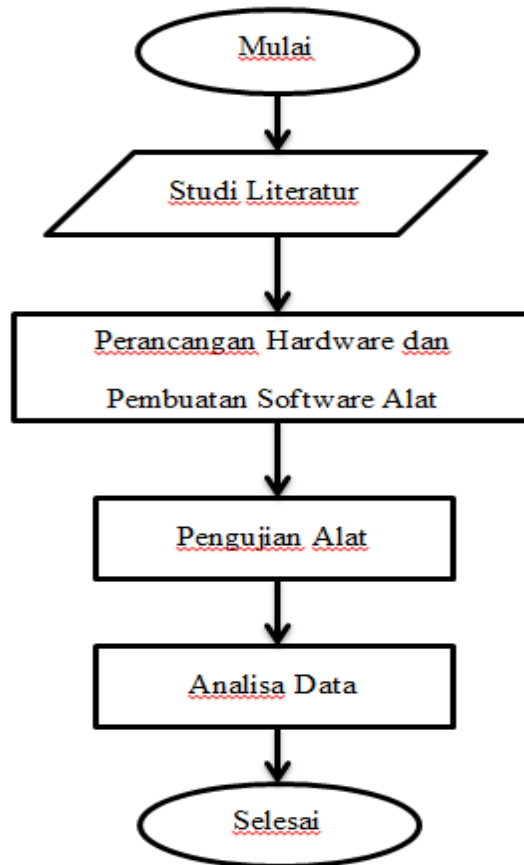 Mulai
Studi Literatur
Perancangan Hardware dan
Pembuatan Software Alat
Pengujian Alat
Analisa Data
Selesai